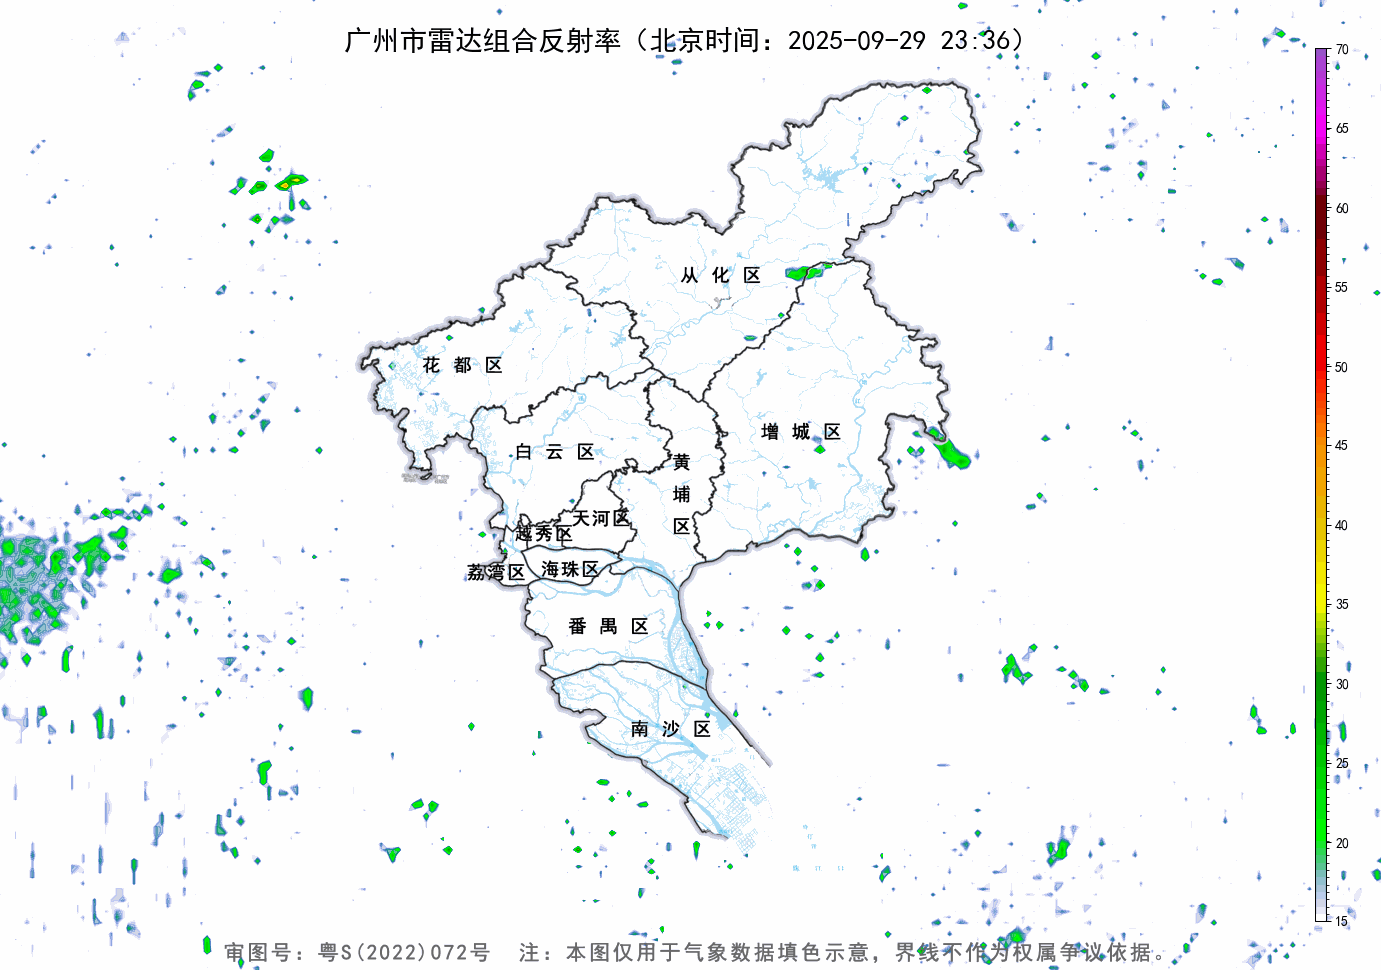 广州市雷达组合反射率（北京时间：2025-09-29 23:36）
70
65
60
55
50
45
40
35
30
25
20
15
从 化 区
花 都 区
增 城 区
白 云 区
黄
埔
区
天河区
越秀区
荔湾区
海珠区
番 禺 区
南 沙 区
审图号：粤S(2022)072号　注：本图仅用于气象数据填色示意，界线不作为权属争议依据。